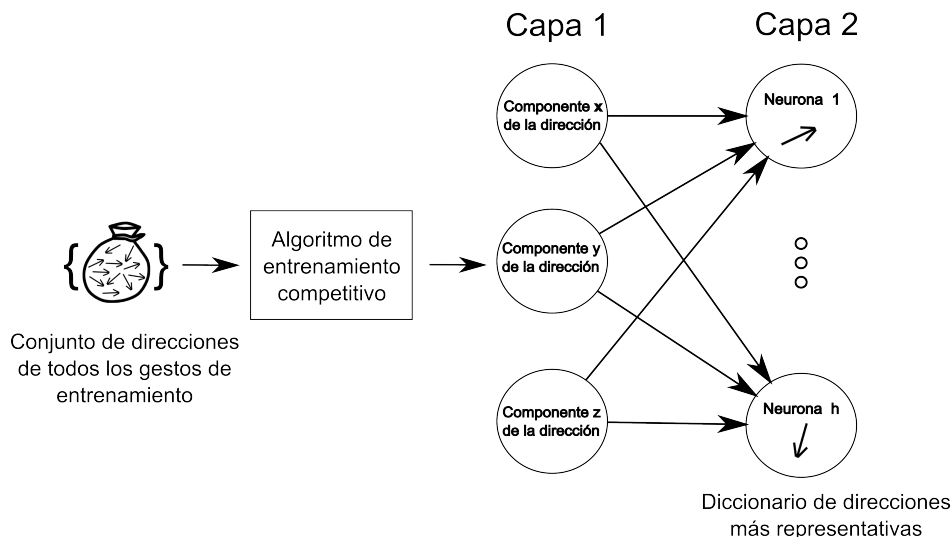 Capa 1
Capa 2
Componente x
de la dirección
Neurona 1
Algoritmo de
entrenamiento
competitivo
Componente y
de la dirección
Conjunto de direcciones
de todos los gestos de
entrenamiento
Componente z
de la dirección
Neurona h
Diccionario de direcciones
más representativas